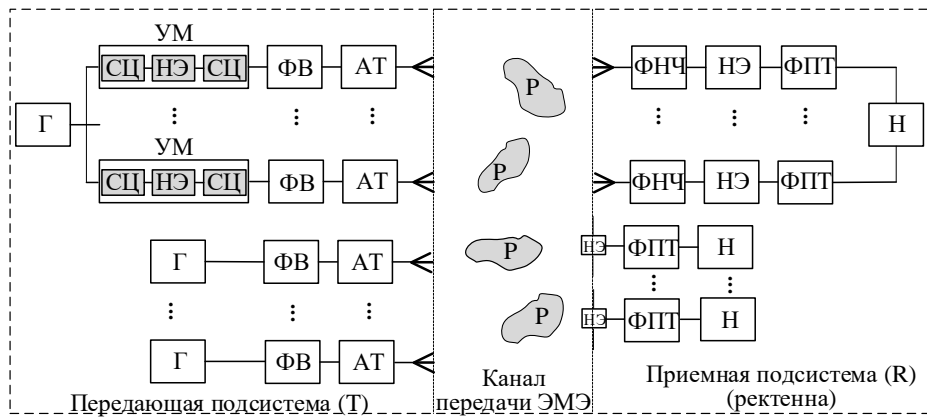 УМ
СЦ НЭ СЦ ФВ АТ Р ФНЧ НЭ ФПТ
Г Н
УМ
СЦ НЭ СЦ ФВ АТ Р ФНЧ НЭ ФПТ
Г ФВ АТ Р НЭ ФПТ Н
Г ФВ АТ Р НЭ ФПТ Н
Передающая подсистема (T)
Канал
передачи ЭМЭ
Приемная подсистема (R)
(ректенна)